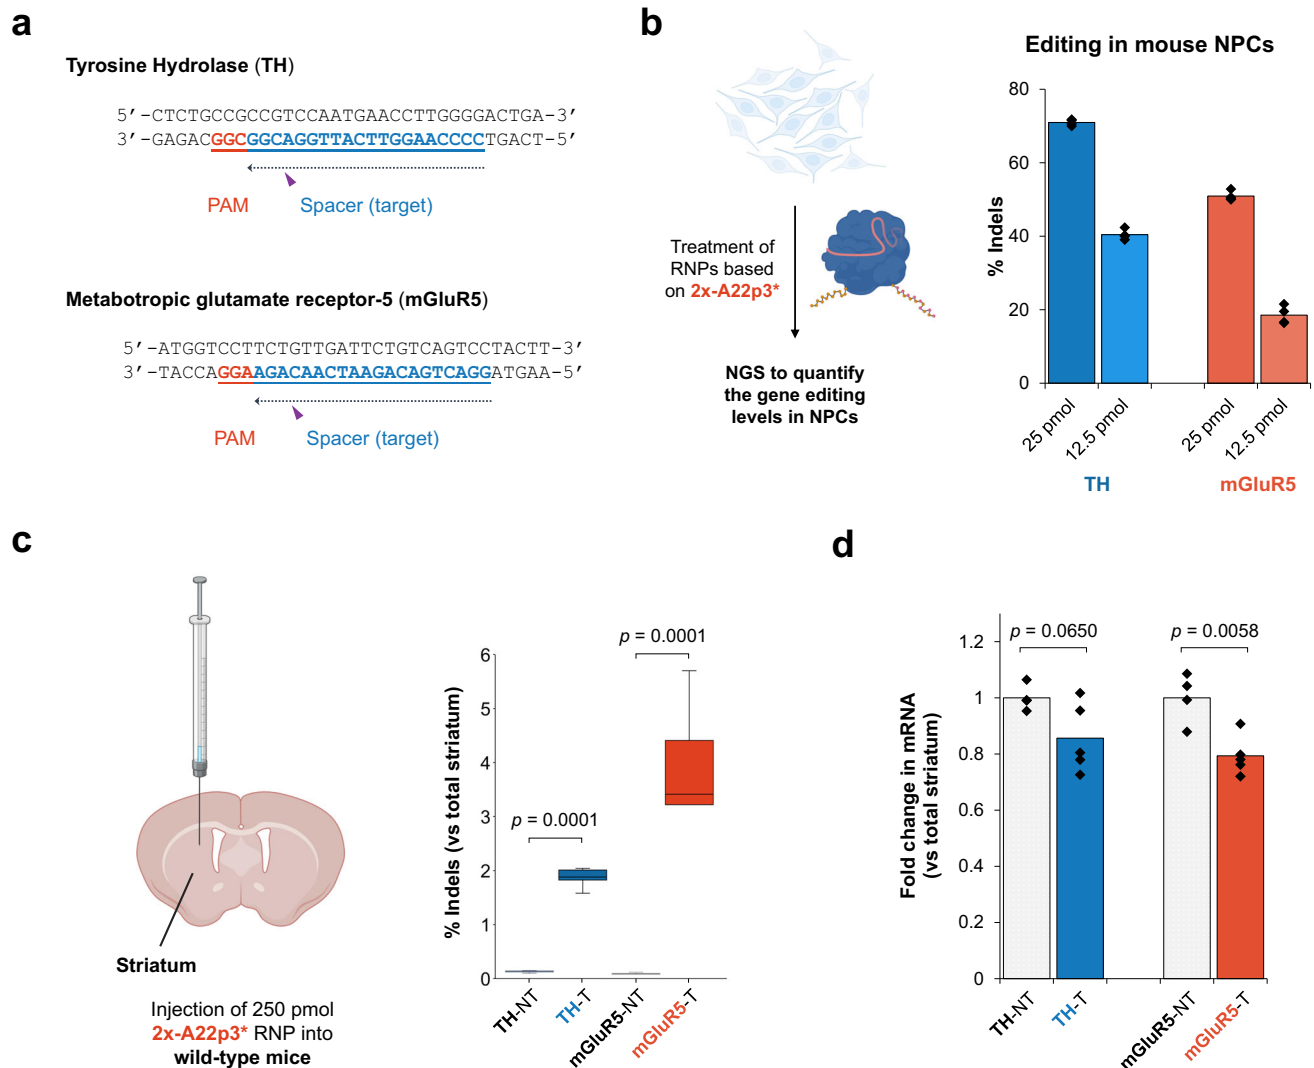 a
Tyrosine Hydrolase (TH)
5′-CTCTGCCGCCGTCCAATGAACCTTGGGGACTGA-3′
3′-GAGACGGCGGCAGGTTACTTGGAACCCCTGACT-5′
PAM
Spacer (target)
Metabotropic glutamate receptor-5 (mGluR5)
5′-ATGGTCCTTCTGTTGATTCTGTCAGTCCTACTT-3′
3′-TACCAGGAAGACAACTAAGACAGTCAGGATGAA-5′
PAM
Spacer (target)
b
Treatment of
RNPs based
on 2x-A22p3*
NGS to quantify
the gene editing
levels in NPCs
Editing in mouse NPCs
% Indels
80
60
40
20
0
25 pmol
12.5 pmol
25 pmol
12.5 pmol
TH
mGluR5
c
Striatum
Injection of 250 pmol
2x-A22p3* RNP into
wild-type mice
% Indels (vs total striatum)
6
5
4
3
2
1
0
p = 0.0001
p = 0.0001
TH-NT
TH-T
mGluR5-NT
mGluR5-T
d
Fold change in mRNA
(vs total striatum)
1.2
1
0.8
0.6
0.4
0.2
0
p = 0.0650
p = 0.0058
TH-NT
TH-T
mGluR5-NT
mGluR5-T